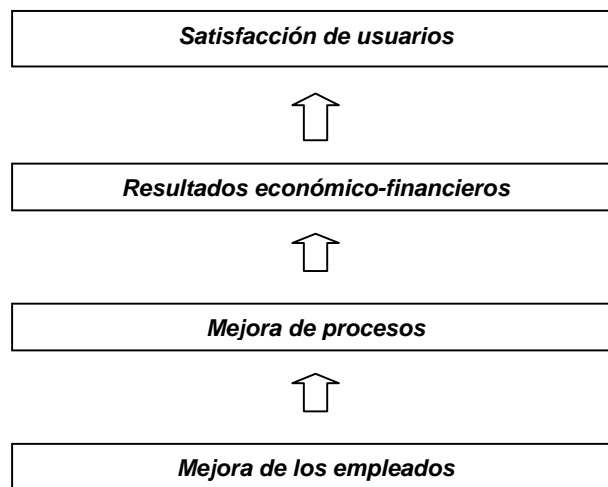 Satisfacción de usuarios
Resultados económico-financieros
Mejora de procesos
Mejora de los empleados